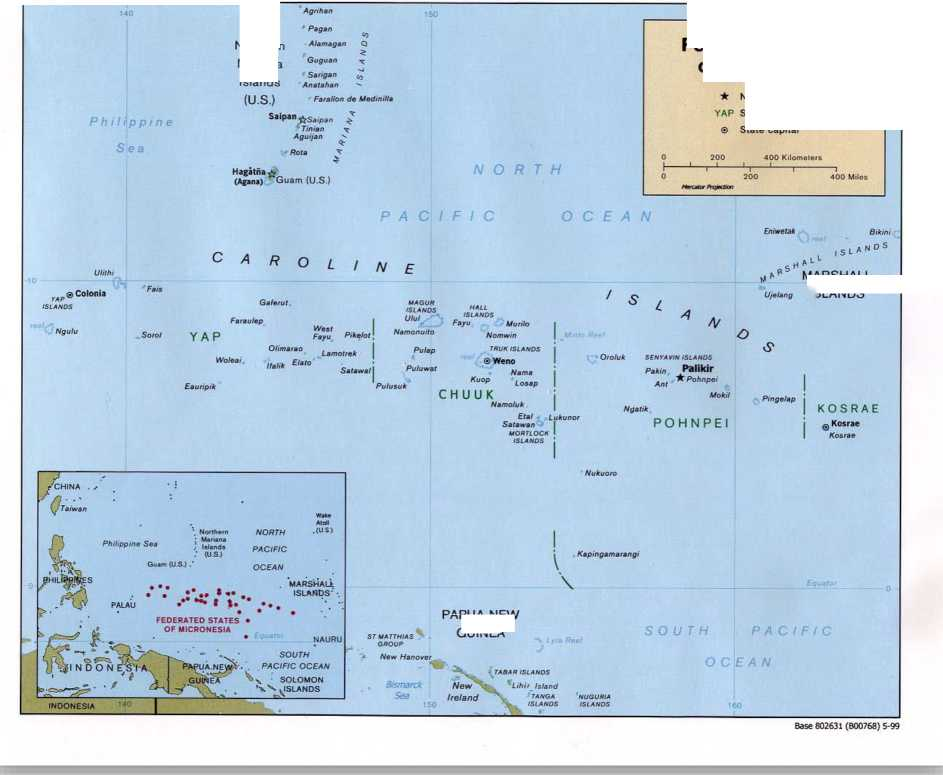 140
150
Agrihan
Pagan
Alamagan
Guguan
Sarigan
Anatahan
Farallon de Medinilla
MARIANA ISLANDS
Islands
(U.S.)
Saipan
Saipan
Tinian
Aguijan
Rota
Hagåtña
(Agana)
Guam (U.S.)
Philippine
Sea
NORTH
PACIFIC OCEAN
YAP
State capital
0 200 400 Kilometers
0 200 400 Miles
Mercator Projection
Eniwetak
reef
Bikini
MARSHALL ISLANDS
MARSHALL
ISLANDS
Ujelang
CAROLINE
ISLANDS
10
Ulithi
Fais
YAP
ISLANDS
Colonia
reef
Ngulu
Sorol
YAP
Gaferut
Faraulep
West
Fayu
Pikelot
Olimarao
Lamotrek
Woleai
Ifalik
Elato
Satawal
Eauripik
MAGUR
ISLANDS
Ulul
Namonuito
Pulap
Puluwat
Pulusuk
HALL
ISLANDS
Fayu
Murilo
Nomwin
TRUK ISLANDS
reef
Weno
Kuop
Nama
Losap
CHUUK
Namoluk
Etal
Lukunor
Satawan
MORTLOCK
ISLANDS
Minto Reef
Oroluk
SENYAVIN ISLANDS
Palikir
Pakin
Pohnpei
Ant
Mokil
Pingelap
Ngatik
POHNPEI
KOSRAE
Kosrae
Kosrae
Nukuoro
Kapingamarangi
Equator
0
0
CHINA
Taiwan
Philippine Sea
Northern
Mariana
Islands
(U.S.)
Guam (U.S.)
NORTH
PACIFIC
OCEAN
Wake
Atoll
(U.S.)
PHILIPPINES
PALAU
MARSHALL
ISLANDS
FEDERATED STATES
OF MICRONESIA
Equator
NAURU
INDONESIA
PAPUA NEW
GUINEA
SOUTH
PACIFIC OCEAN
SOLOMON
ISLANDS
INDONESIA
140
PAPUA NEW
GUINEA
ST MATTHIAS
GROUP
New Hanover
Bismarck
Sea
New
Ireland
Lyra Reef
TABAR ISLANDS
Lihir Island
TANGA
ISLANDS
NUGURIA
ISLANDS
SOUTH PACIFIC
OCEAN
150
160
Base 802631 (B00768) 5-99